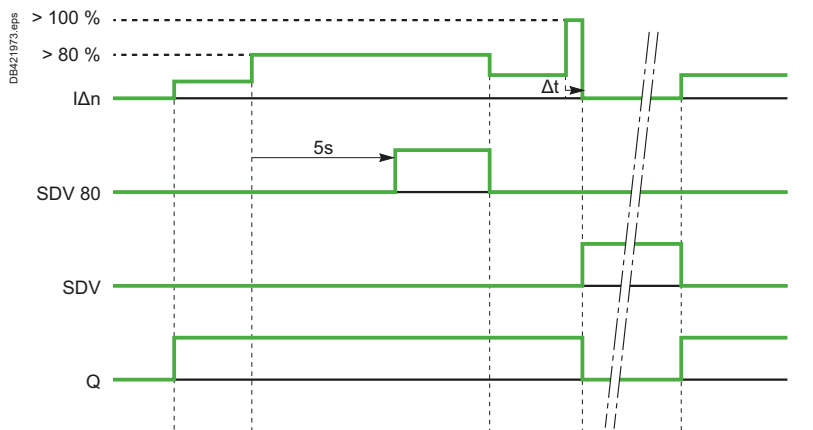 DB421973.eps
> 100 %
> 80 %
IΔn
Δt
5s
SDV 80
SDV
Q